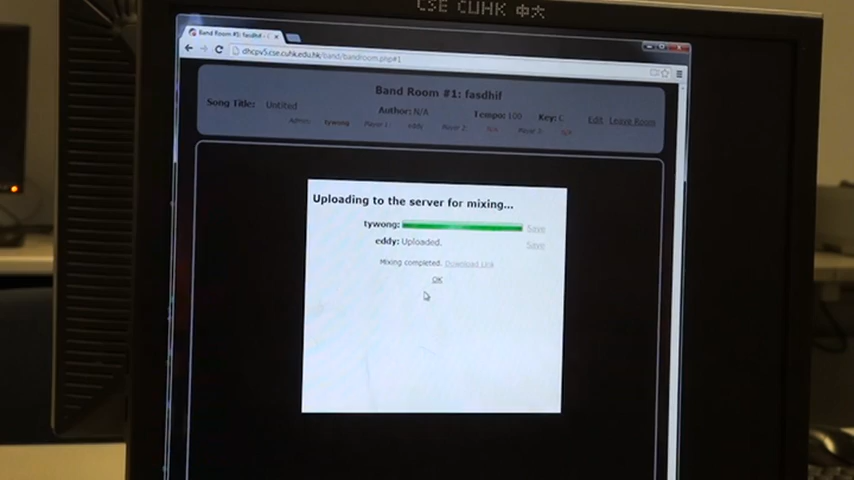 CSE CUHK 中大
Band Room #1: fasdhif - C
dhcpv5.cse.cuhk.edu.hk/band/bandroom.php#1
Band Room #1: fasdhif
Song Title: Untitled Author: N/A Tempo: 100 Key: C Edit Leave Room
Admin: tywong Player 1: eddy Player 2: N/A Player 3: N/A
Uploading to the server for mixing...
tywong: Save
eddy: Uploaded. Save
Mixing completed. Download Link
OK